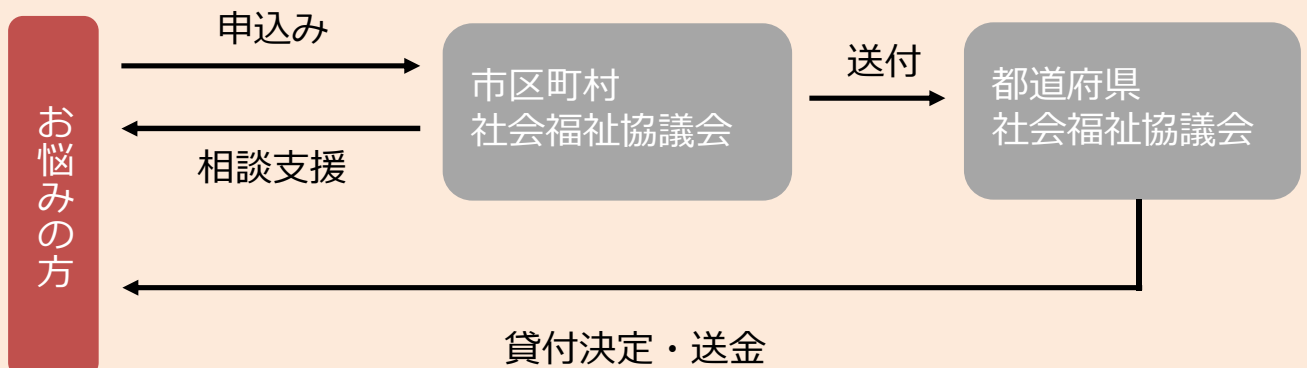 お悩みの方
申込み
相談支援
市区町村
社会福祉協議会
送付
都道府県
社会福祉協議会
貸付決定・送金